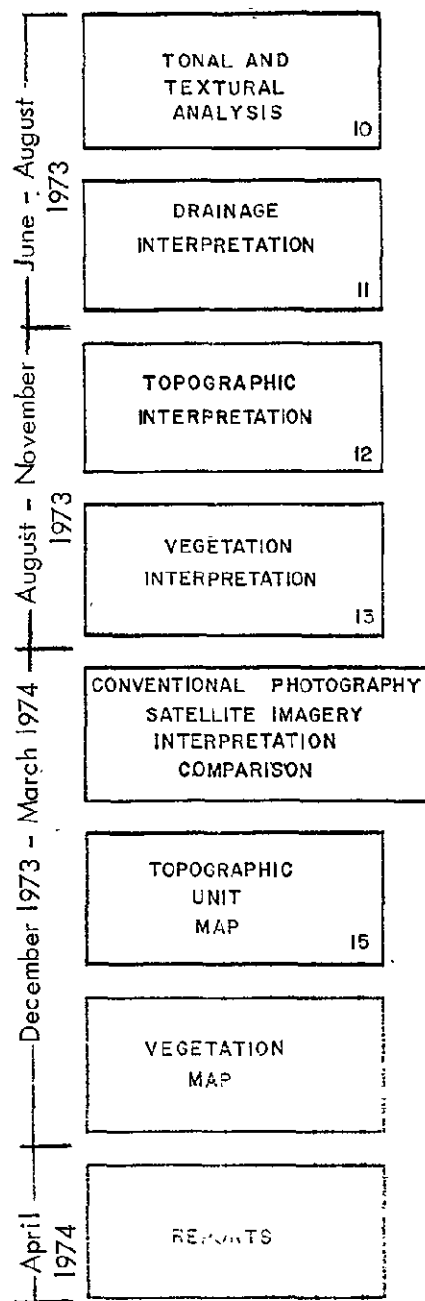 June - August
1973
TONAL AND
TEXTURAL
ANALYSIS
10
DRAINAGE
INTERPRETATION
11
August - November
1973
TOPOGRAPHIC
INTERPRETATION
12
VEGETATION
INTERPRETATION
13
December 1973 - March 1974
CONVENTIONAL PHOTOGRAPHY
SATELLITE IMAGERY
INTERPRETATION
COMPARISON
TOPOGRAPHIC
UNIT
MAP
15
VEGETATION
MAP
April
1974
REPORTS